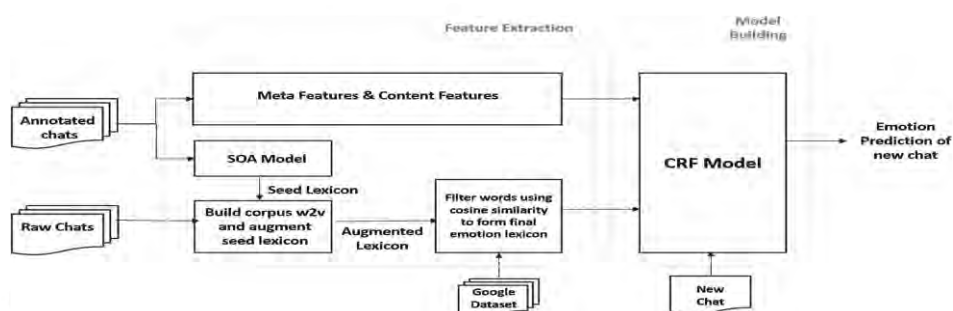 Feature Extraction
Model
Building
Annotated
chats
Meta Features & Content Features
SOA Model
Seed Lexicon
Raw Chats
Build corpus w2v
and augment
seed lexicon
Augmented
Lexicon
Filter words using
cosine similarity
to form final
emotion lexicon
Google
Dataset
CRF Model
New
Chat
Emotion
Prediction of
new chat